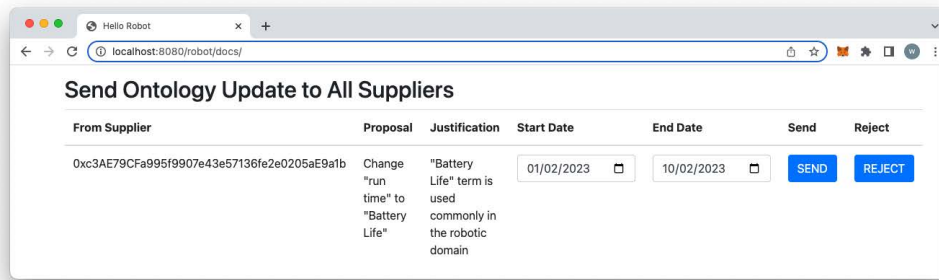 Hello Robot
localhost:8080/robot/docs/
W
Send Ontology Update to All Suppliers
From Supplier Proposal Justification Start Date End Date Send Reject
0xc3AE79CFa995f9907e43e57136fe2e0205aE9a1b Change "Battery 01/02/2023 10/02/2023 SEND REJECT
"run Life" term is
time" to used
"Battery commonly in
Life" the robotic
domain